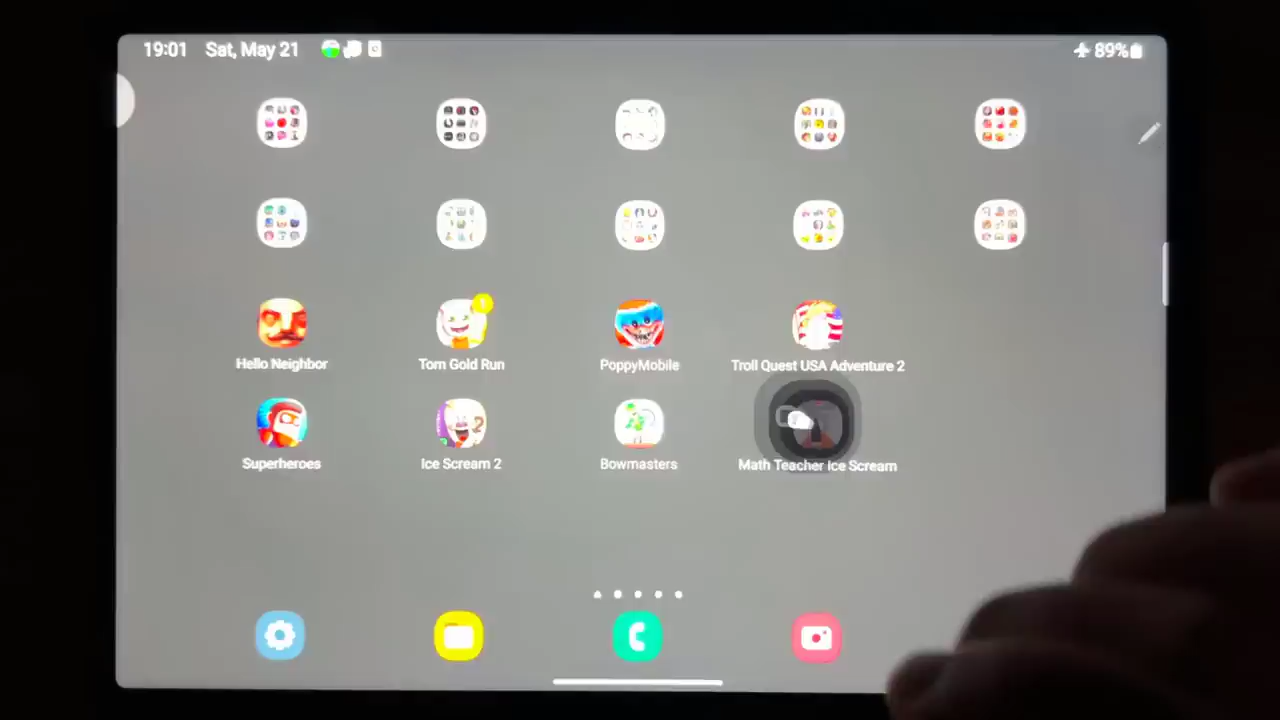 19:01 Sat, May 21
89%
Hello Neighbor
Tom Gold Run
PoppyMobile
Troll Quest USA Adventure 2
Superheroes
Ice Scream 2
Bowmasters
Math Teacher Ice Scream